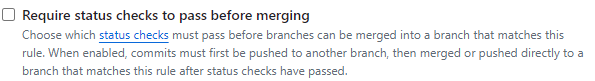 Require status checks to pass before merging
Choose which status checks must pass before branches can be merged into a branch that matches this
rule. When enabled, commits must first be pushed to another branch, then merged or pushed directly to a
branch that matches this rule after status checks have passed.